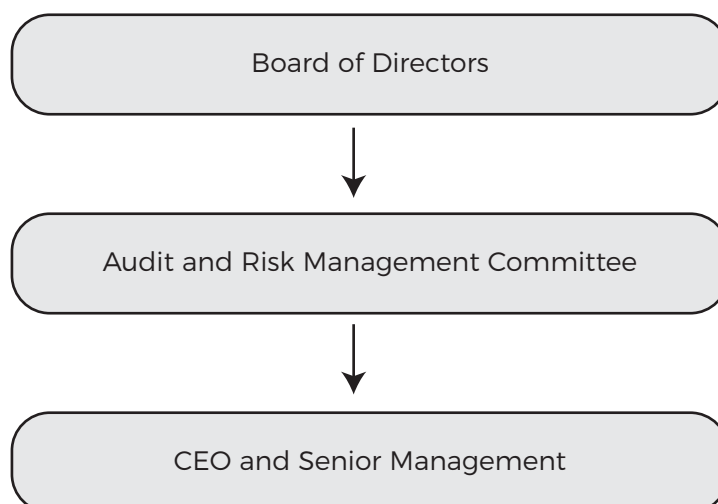 Board of Directors
Audit and Risk Management Committee
CEO and Senior Management